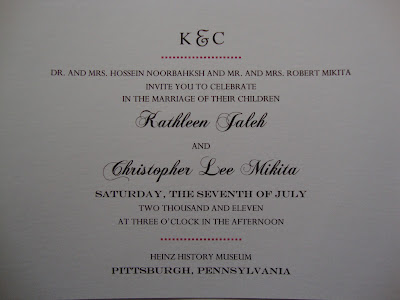 K & C
DR. AND MRS. HOSSEIN NOORBAHKSH AND MR. AND MRS. ROBERT MIKITA
INVITE YOU TO CELEBRATE
IN THE MARRIAGE OF THEIR CHILDREN
Kathleen Jaleh
AND
Christopher Lee Mikita
SATURDAY, THE SEVENTH OF JULY
TWO THOUSAND AND ELEVEN
AT THREE O'CLOCK IN THE AFTERNOON
HEINZ HISTORY MUSEUM
PITTSBURGH, PENNSYLVANIA